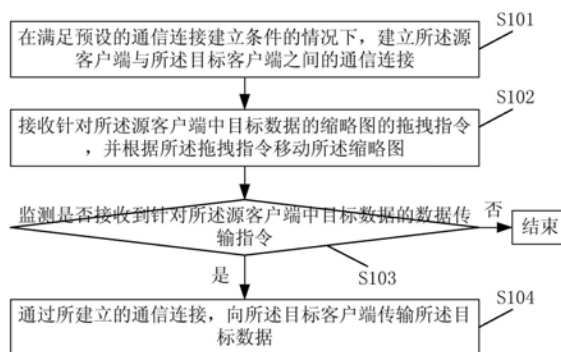 S101
在满足预设的通信连接建立条件的情况下，建立所述源
客户端与所述目标客户端之间的通信连接
S102
接收针对所述源客户端中目标数据的缩略图的拖拽指令
，并根据所述拖拽指令移动所述缩略图
监测是否接收到针对所述源客户端中目标数据的数据传
输指令
否
结束
是
S103
S104
通过所建立的通信连接，向所述目标客户端传输所述目
标数据